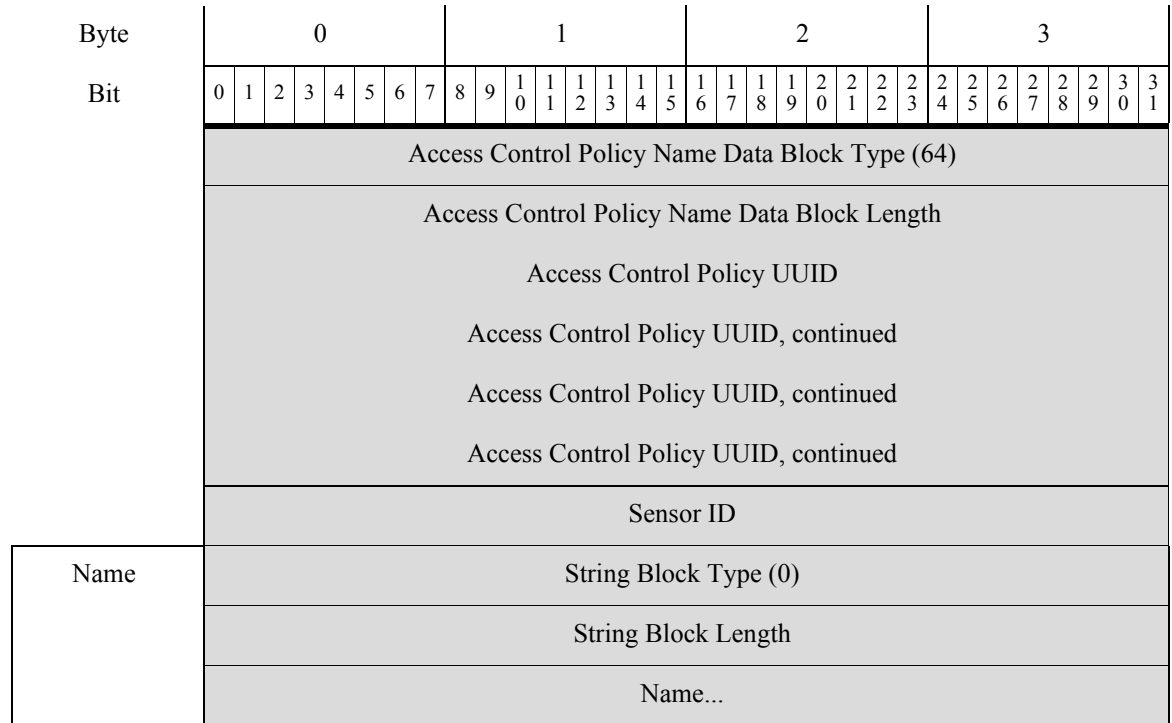 Byte 0 1 2 3
Bit 0 1 2 3 4 5 6 7 8 9 10 11 12 13 14 15 16 17 18 19 20 21 22 23 24 25 26 27 28 29 30 31
Access Control Policy Name Data Block Type (64)
Access Control Policy Name Data Block Length
Access Control Policy UUID
Access Control Policy UUID, continued
Access Control Policy UUID, continued
Access Control Policy UUID, continued
Sensor ID
Name String Block Type (0)
String Block Length
Name...